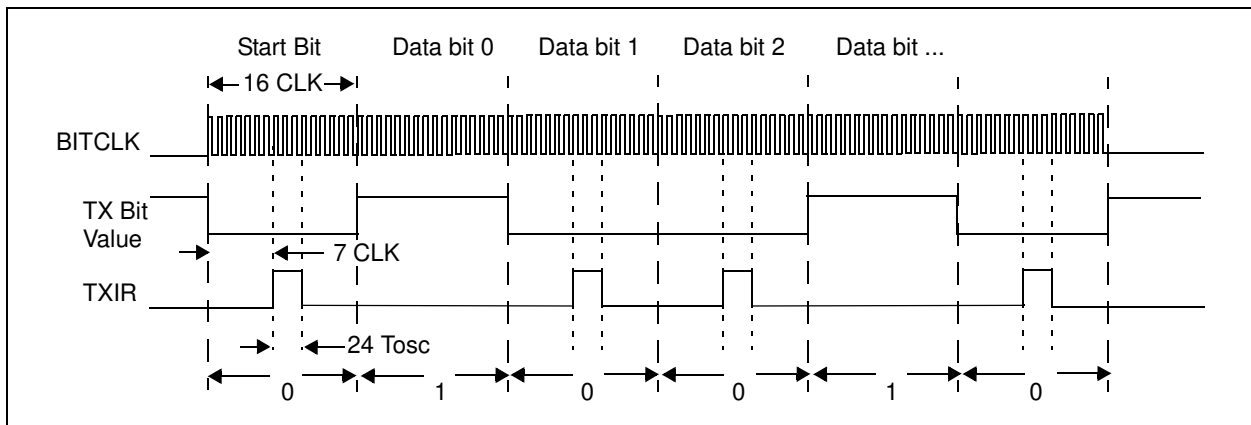 Start Bit Data bit 0 Data bit 1 Data bit 2 Data bit ...
16 CLK
BITCLK
TX Bit
Value
7 CLK
TXIR
24 Tosc
0 1 0 0 1 0